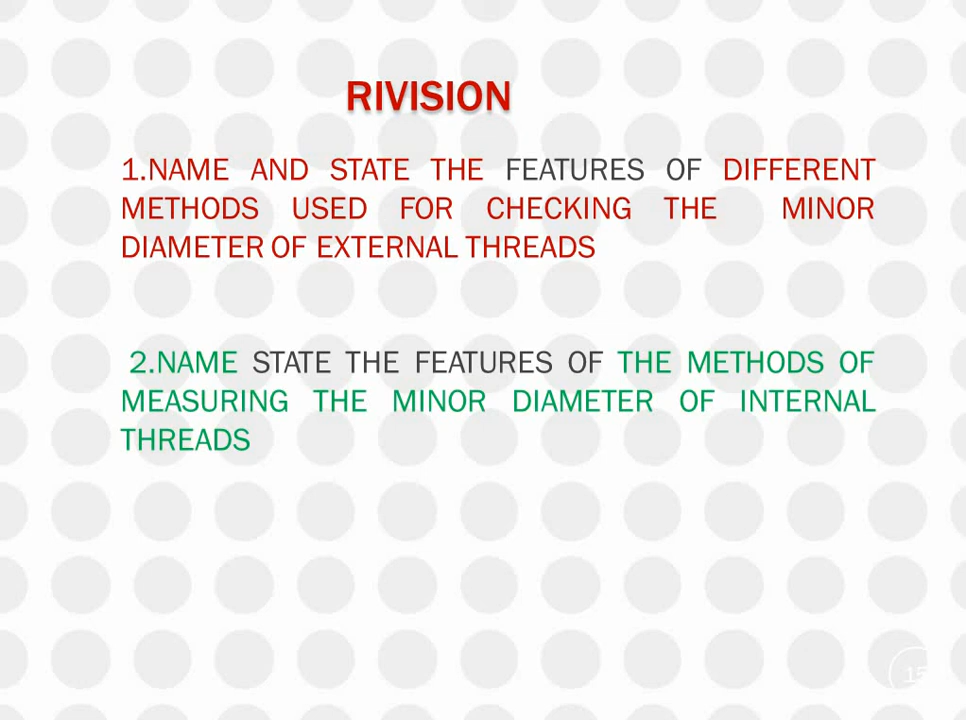 RIVISION
1.NAME AND STATE THE FEATURES OF DIFFERENT
METHODS USED FOR CHECKING THE MINOR
DIAMETER OF EXTERNAL THREADS
2.NAME STATE THE FEATURES OF THE METHODS OF
MEASURING THE MINOR DIAMETER OF INTERNAL
THREADS
15